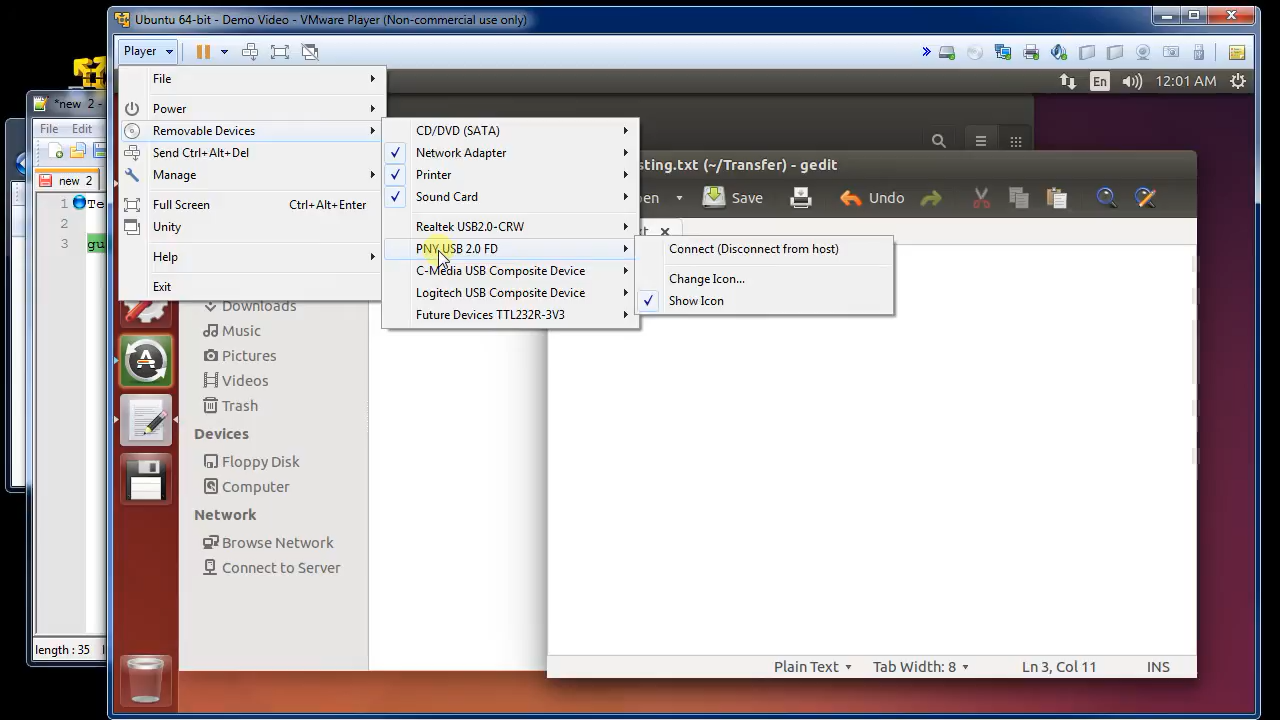 Ubuntu 64-bit - Demo Video - VMware Player (Non-commercial use only)
Player
File
Power
Removable Devices
Send Ctrl+Alt+Del
Manage
Full Screen Ctrl+Alt+Enter
Unity
Help
Exit
CD/DVD (SATA)
Network Adapter
Printer
Sound Card
Realtek USB2.0-CRW
PNY USB 2.0 FD
C-Media USB Composite Device
Logitech USB Composite Device
Future Devices TTL232R-3V3
Connect (Disconnect from host)
Change Icon...
Show Icon
En 12:01 AM
sting.txt (~/Transfer) - gedit
pen Save Undo
*new 2 -
File Edit
new 2
1 Te
2
3 gu
length : 35
Downloads
Music
Pictures
Videos
Trash
Devices
Floppy Disk
Computer
Network
Browse Network
Connect to Server
Plain Text Tab Width: 8 Ln 3, Col 11 INS